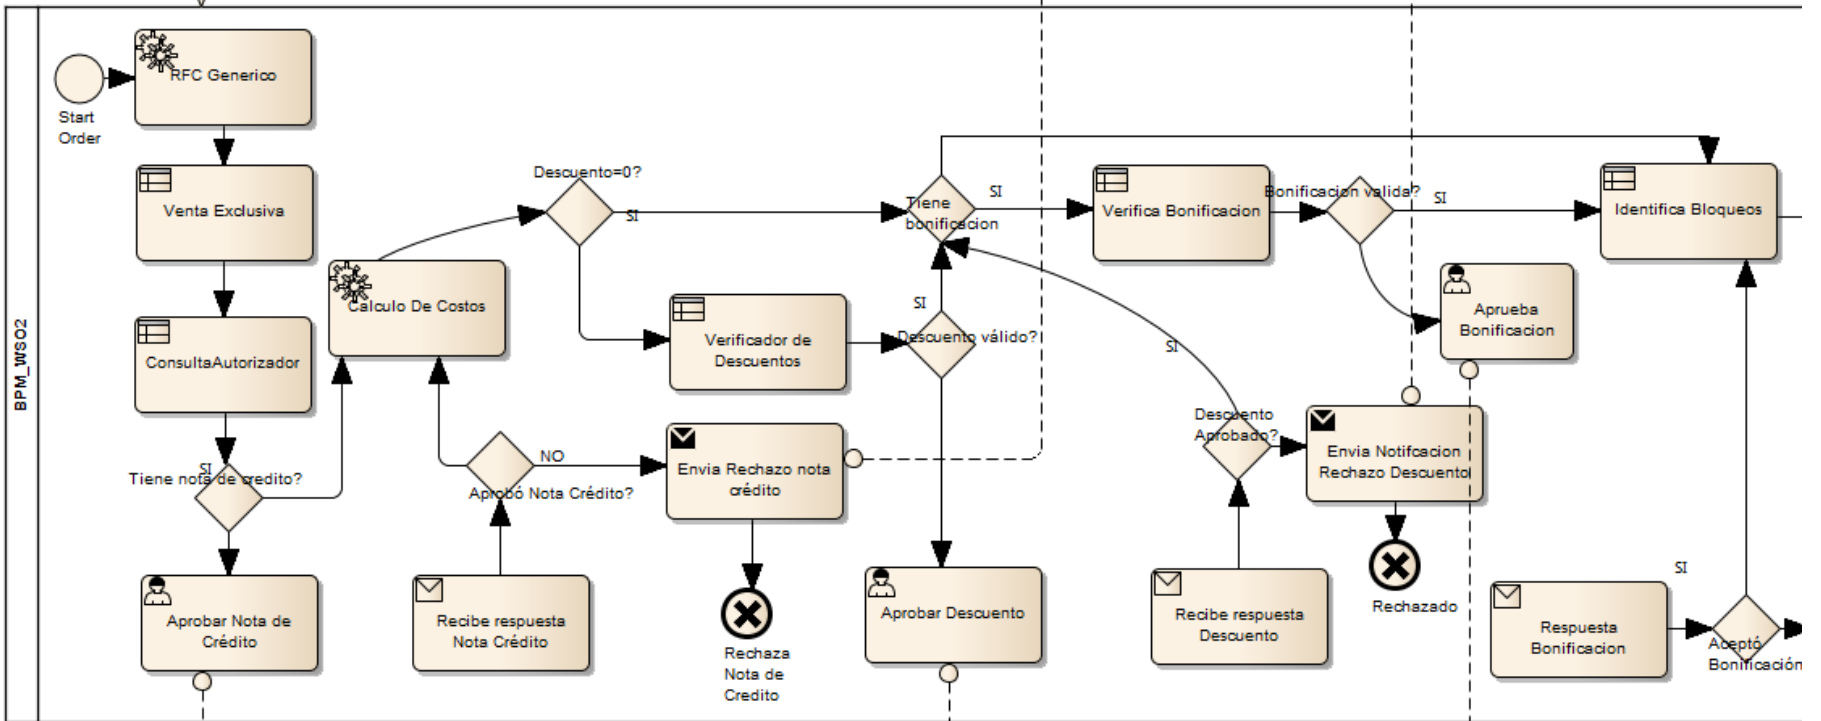 BPM_WSO2
Start
Order
RFC Generico
Venta Exclusiva
ConsultaAutorizador
SI
Tiene nota de credito?
Aprobar Nota de
Crédito
Calculo De Costos
NO
Aprobó Nota Crédito?
Recibe respuesta
Nota Crédito
Descuento=0?
SI
Verificador de
Descuentos
Envia Rechazo nota
crédito
Rechaza
Nota de
Credito
Tiene
bonificacion
SI
SI
Descuento válido?
Aprobar Descuento
Verifica Bonificacion
Bonificacion valida?
SI
SI
Descuento
Aprobado?
Recibe respuesta
Descuento
Envia Notifcacion
Rechazo Descuento
Rechazado
Aprueba
Bonificacion
Identifica Bloqueos
Respuesta
Bonificacion
SI
Aceptó
Bonificación